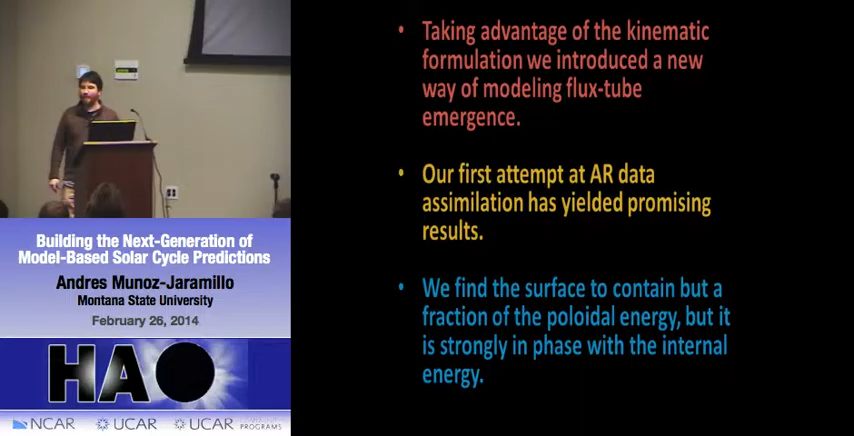 • Taking advantage of the kinematic
formulation we introduced a new
way of modeling flux-tube
emergence.
• Our first attempt at AR data
assimilation has yielded promising
results.
• We find the surface to contain but a
fraction of the poloidal energy, but it
is strongly in phase with the internal
energy.
Building the Next-Generation of
Model-Based Solar Cycle Predictions
Andres Munoz-Jaramillo
Montana State University
February 26, 2014
HAO
NCAR UCAR UCAR COMMUNITY PROGRAMS